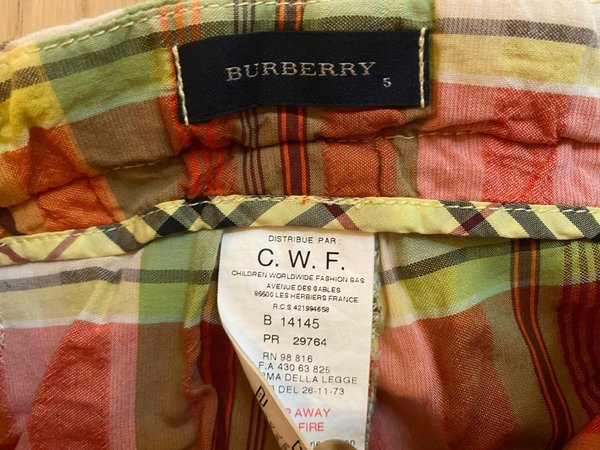 BURBERRY
5
DISTRIBUE PAR:
C. W. F.
CHILDREN WORLDWIDE FASHION SAS
AVENUE DES SABLES
85500 LES HERBIERS FRANCE
R.C.S 421994658
B 14145
PR 29764
RN 98 816
F.A 430 63 825
DELLA LEGGE
DEL 26-11-73
AWAY
FIRE